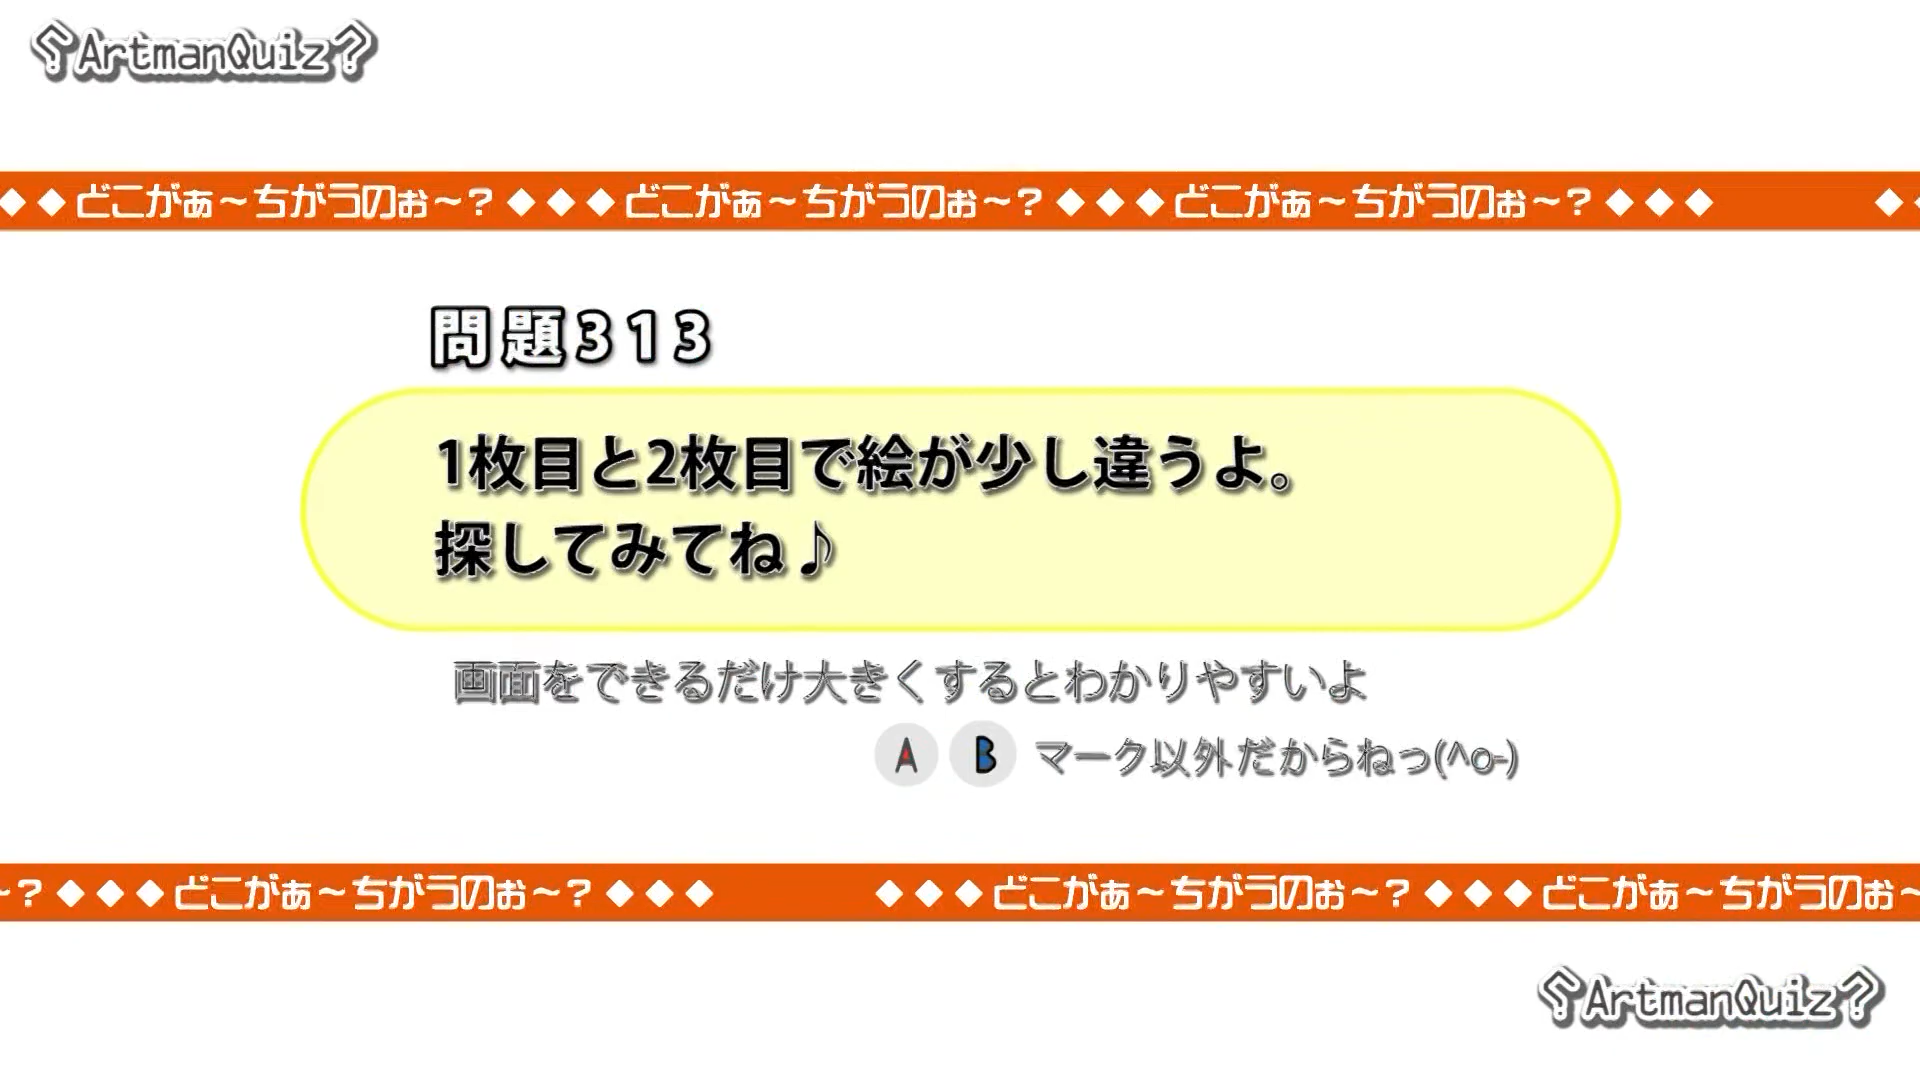 ?ArtmanQuiz?
◆◆どこがぁ～ちがうのぉ～?◆◆◆どこがぁ～ちがうのぉ～?◆◆◆どこがぁ～ちがうのぉ～?◆◆◆ ◆◆
問題313
1枚目と2枚目で絵が少し違うよ。
探してみてね♪
画面をできるだけ大きくするとわかりやすいよ
A B マーク以外だからねっ(^o-)
～?◆◆◆どこがぁ～ちがうのぉ～?◆◆◆ ◆◆◆どこがぁ～ちがうのぉ～?◆◆◆どこがぁ～ちがうのぉ～
?ArtmanQuiz?